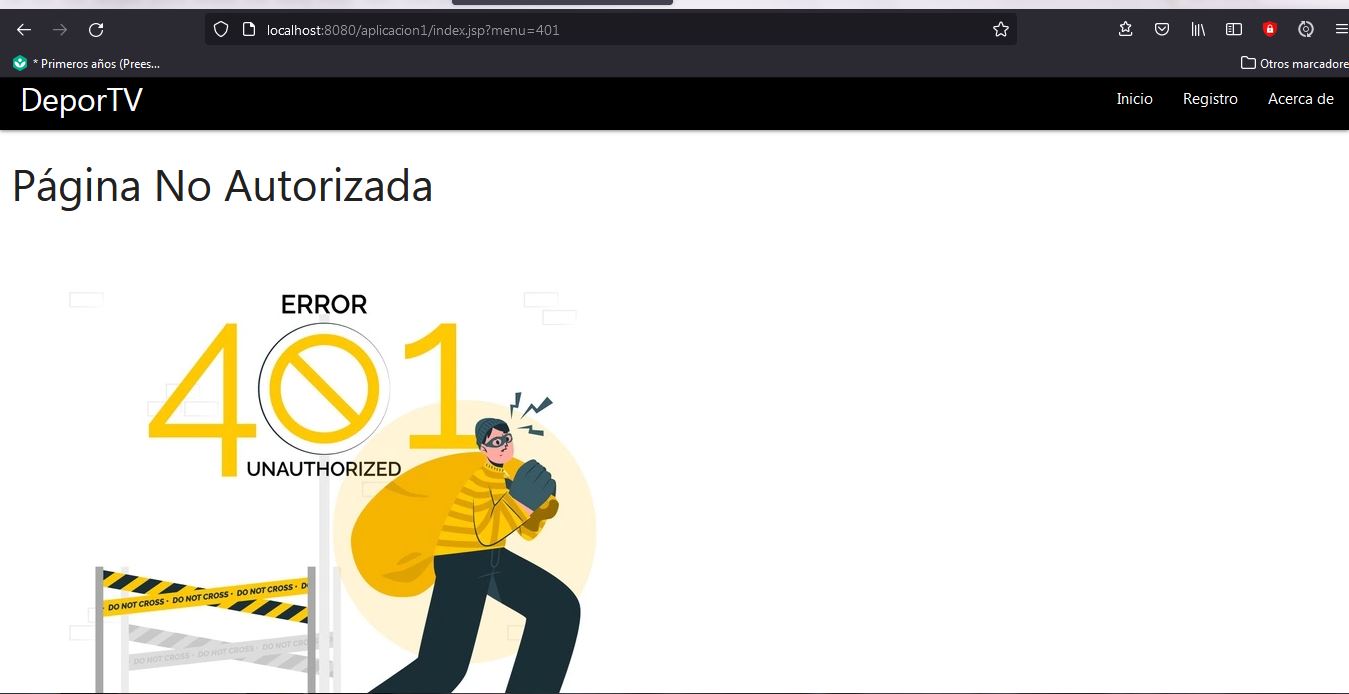 localhost:8080/aplicacion1/index.jsp?menu=401
* Primeros años (Prees...
Otros marcadore
DeporTV
Inicio Registro Acerca de
Página No Autorizada
ERROR
401
UNAUTHORIZED
DO NOT CROSS · DO NOT CROSS · DO NOT CROSS · DO
DO NOT CROSS · DO NOT CROSS · DO NOT CROSS